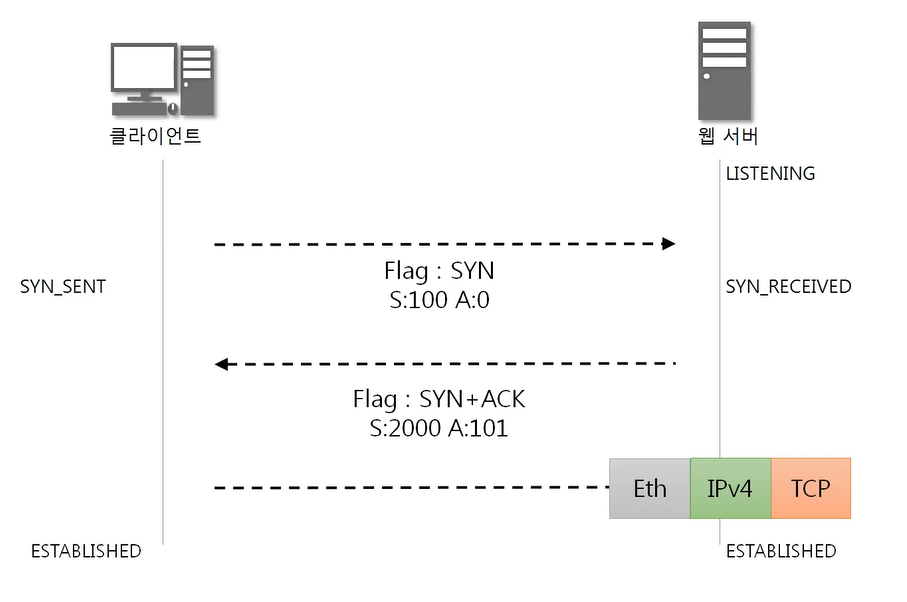 클라이언트
웹 서버
LISTENING
SYN_SENT
Flag : SYN
S:100 A:0
SYN_RECEIVED
Flag : SYN+ACK
S:2000 A:101
Eth
IPv4
TCP
ESTABLISHED
ESTABLISHED